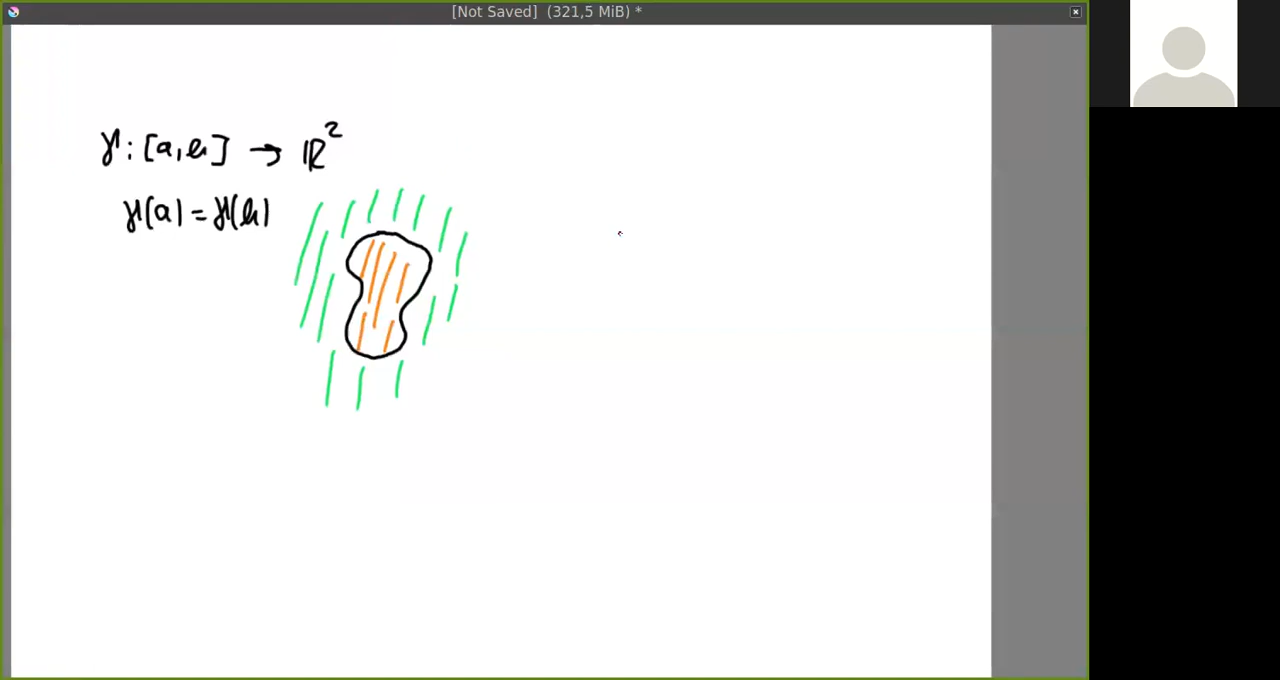 [Not Saved] (321,5 MiB) *
γ : [a, b] → ℝ²
γ(a) = γ(b)